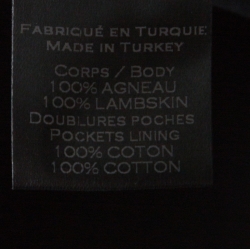 Fabriqué en Turquie
Made in Turkey
Corps / Body
100% Agneau
100% Lambskin
Doublures poches
Pockets lining
100% Coton
100% Cotton